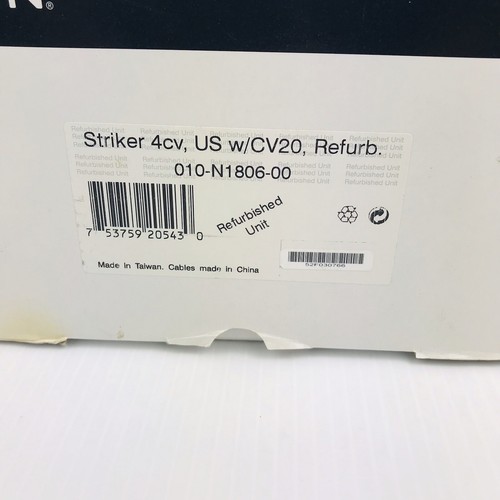 N®
Striker 4cv, US w/CV20, Refurb.
010-N1806-00
Refurbished
Unit
7 53759 20543 0
52F030766
Made in Taiwan. Cables made in China